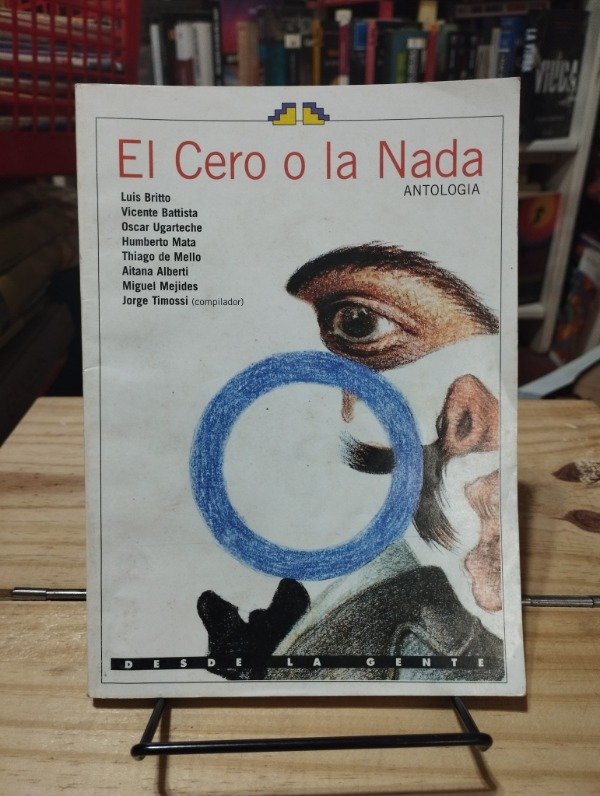 El Cero o la Nada
ANTOLOGIA
Luis Britto
Vicente Battista
Oscar Ugarteche
Humberto Mata
Thiago de Mello
Aitana Alberti
Miguel Mejides
Jorge Timossi (compilador)
DESDE LA GENTE